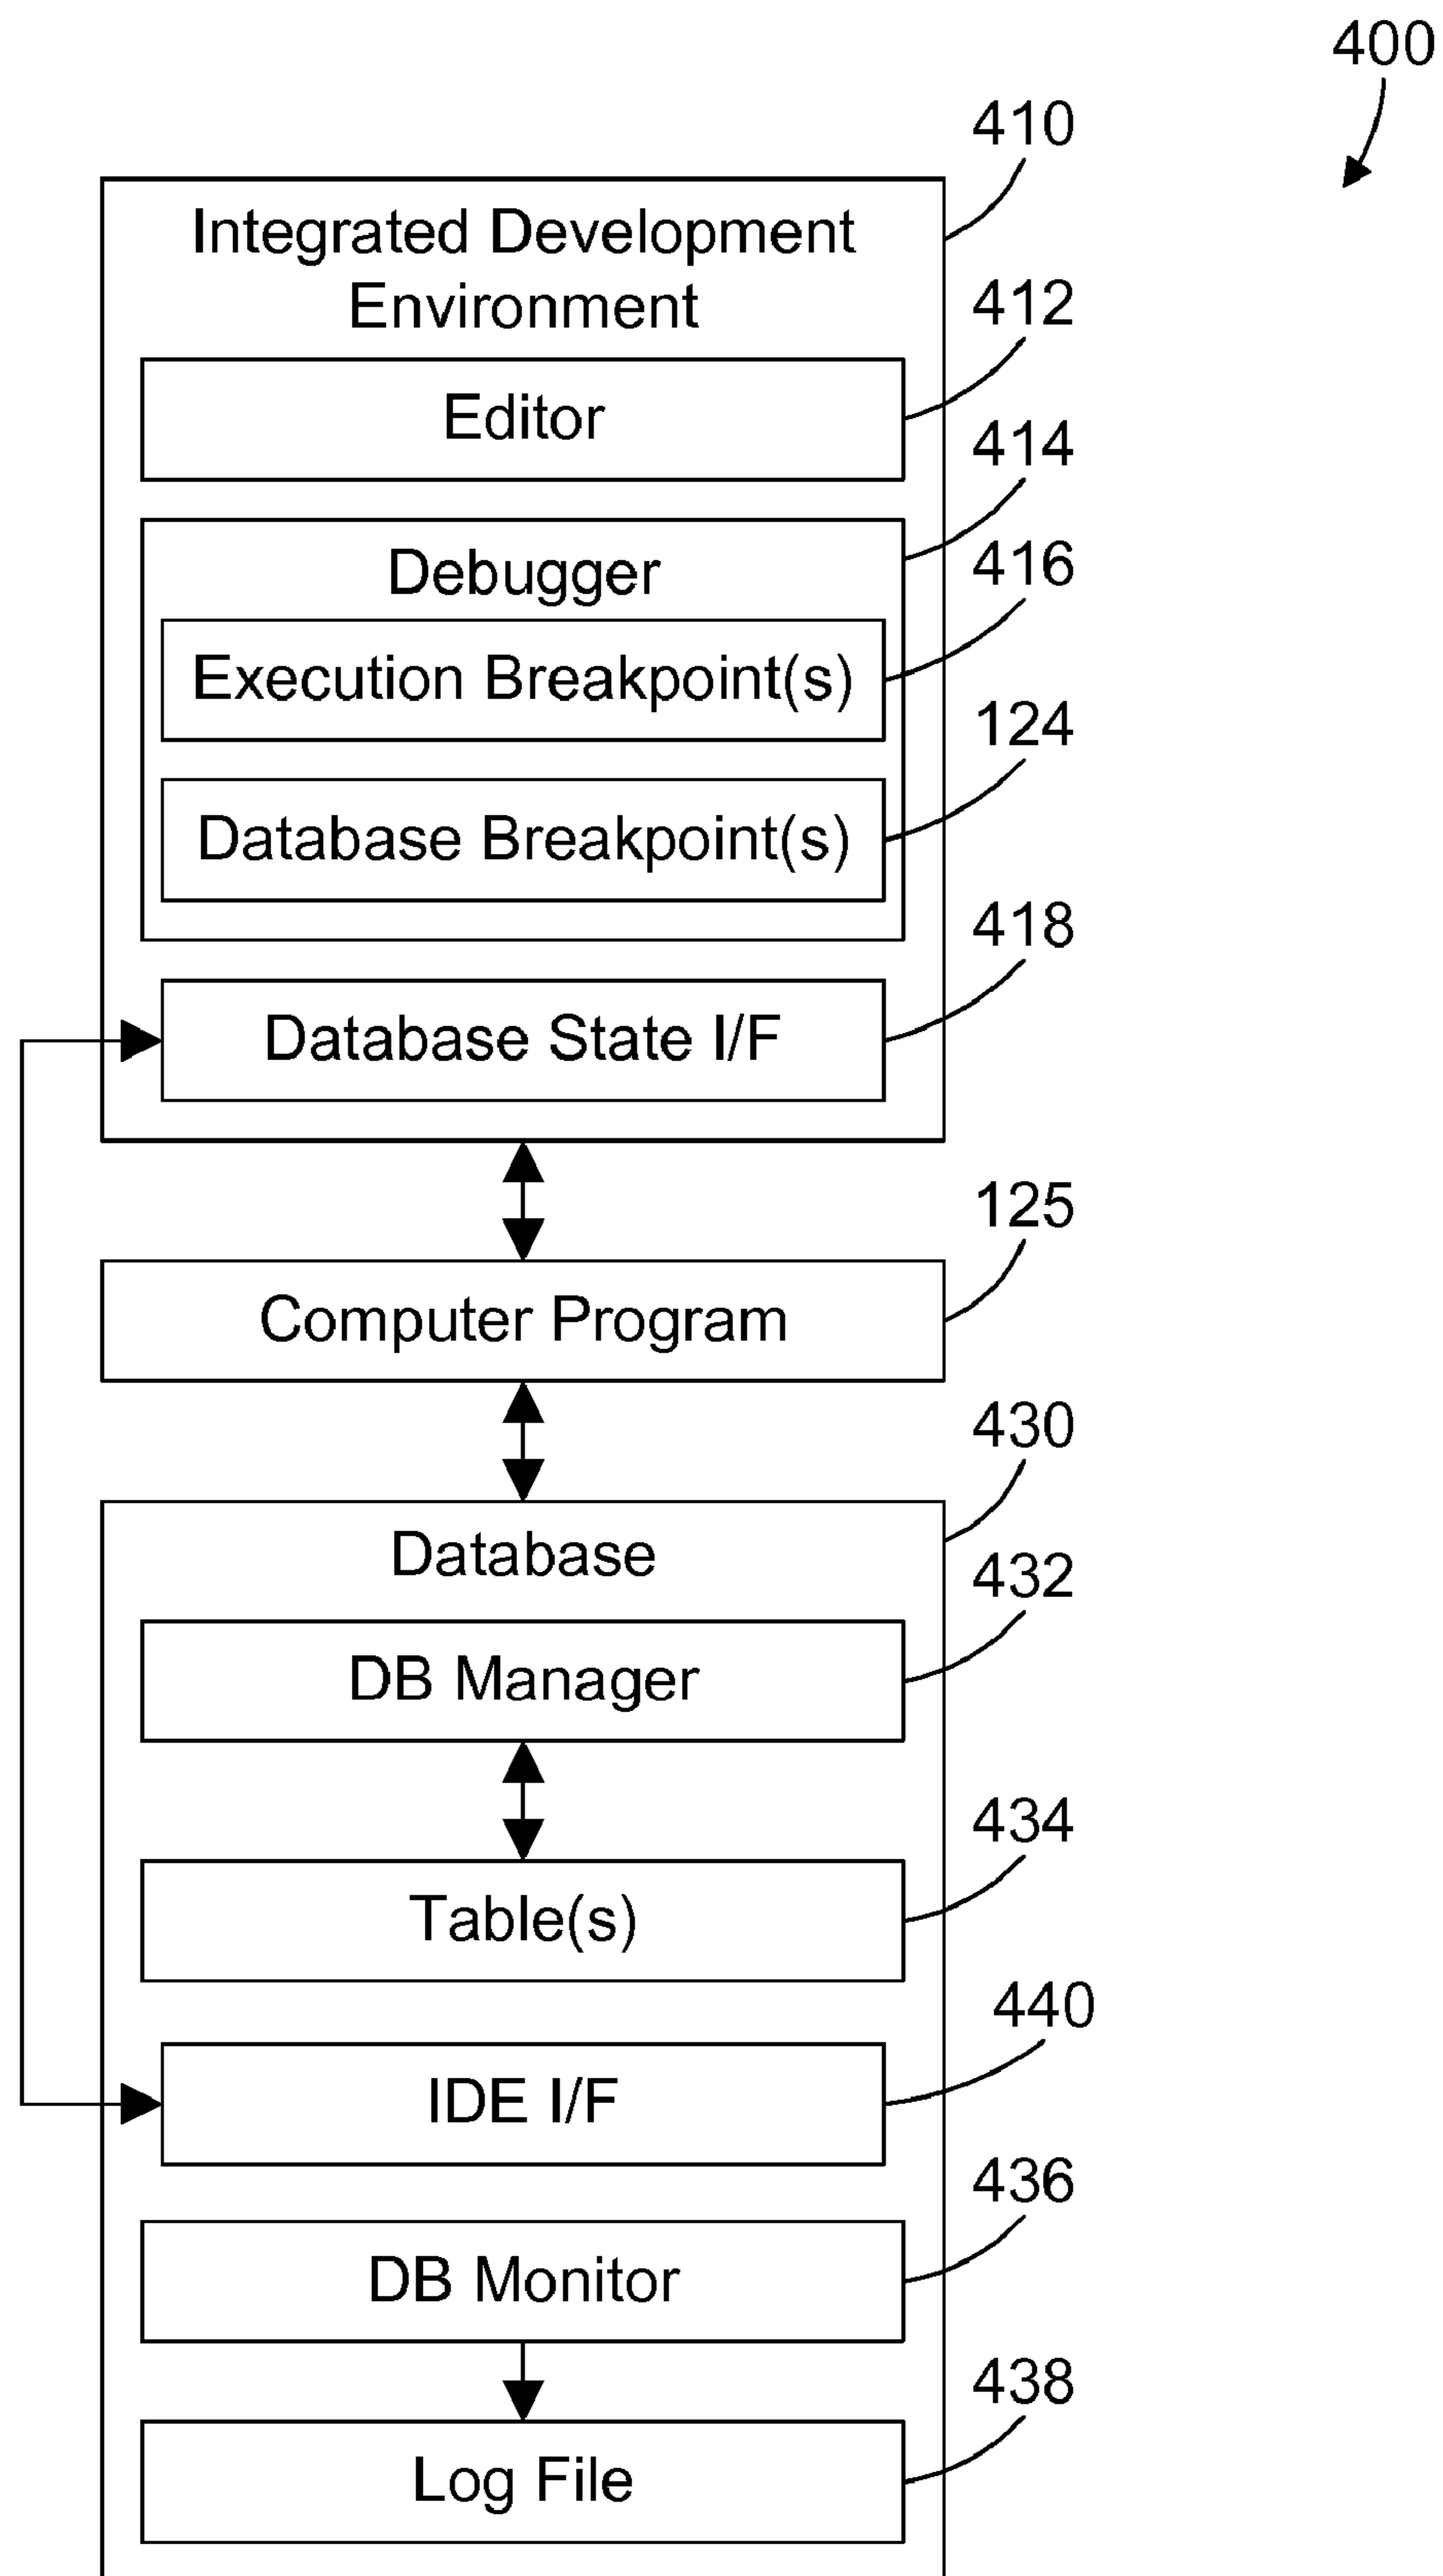 400
410
Integrated Development
Environment
412
Editor
414
Debugger
416
Execution Breakpoint(s)
124
Database Breakpoint(s)
418
Database State I/F
125
Computer Program
430
Database
432
DB Manager
434
Table(s)
440
IDE I/F
436
DB Monitor
438
Log File